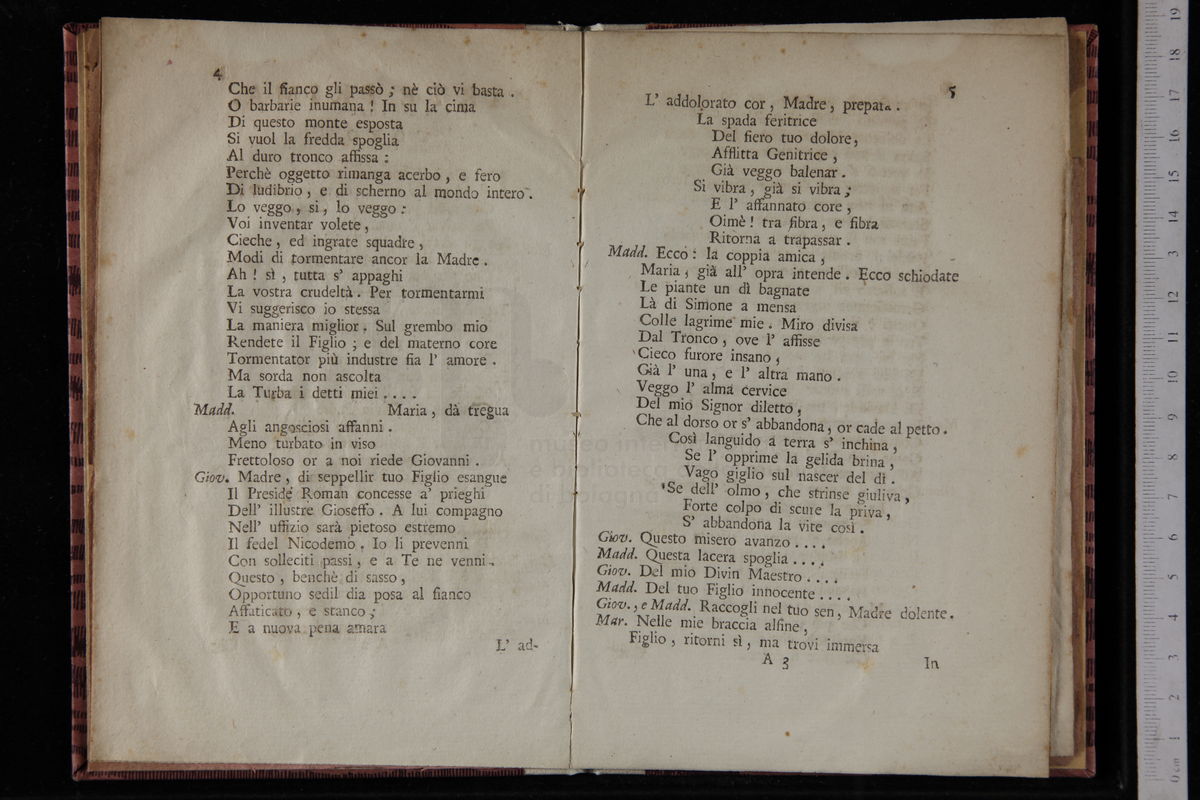 4
Che il fianco gli passò ; nè ciò vi basta .
O barbarie inumana ! In su la cima
Di questo monte esposta
Si vuol la fredda spoglia
Al duro tronco affissa :
Perchè oggetto rimanga acerbo , e fero
Di ludibrio , e di scherno al mondo intero .
Lo veggo , sì , lo veggo :
Voi inventar volete ,
Cieche , ed ingrate squadre ,
Modi di tormentare ancor la Madre .
Ah ! sì , tutta s' appaghi
La vostra crudeltà . Per tormentarmi
Vi suggerisco io stessa
La maniera miglior . Sul grembo mio
Rendete il Figlio ; e del materno core
Tormentator più industre fia l' amore .
Ma sorda non ascolta
La Turba i detti miei . . . .
Madd. Maria , dà tregua
Agli angosciosi affanni .
Meno turbato in viso
Frettoloso or a noi riede Giovanni .
Giov. Madre , di seppellir tuo Figlio esangue
Il Preside Roman concesse a' prieghi
Dell' illustre Gioseffo . A lui compagno
Nell' uffizio sarà pietoso estremo
Il fedel Nicodemo . Io li prevenni
Con solleciti passi , e a Te ne venni .
Questo , benchè di sasso ,
Opportuno sedil dia posa al fianco
Affaticato , e stanco ;
E a nuova pena amara
L' ad-
5
L' addolorato cor , Madre , prepara .
La spada feritrice
Del fiero tuo dolore,
Afflitta Genitrice ,
Già veggo balenar .
Si vibra , già si vibra ;
E l' affannato core ,
Oimè ! tra fibra , e fibra
Ritorna a trapassar .
Madd. Ecco : la coppia amica ,
Maria , già all' opra intende . Ecco schiodate
Le piante un dì bagnate
Là di Simone a mensa
Colle lagrime mie . Miro divisa
Dal Tronco , ove l' affisse
Cieco furore insano ,
Già l' una , e l' altra mano .
Veggo l' alma cervice
Del mio Signor diletto ,
Che al dorso or s' abbandona , or cade al petto .
Così languido a terra s' inchina ,
Se l' opprime la gelida brina ,
Vago giglio sul nascer del dì .
Se dell' olmo , che strinse giuliva ,
Forte colpo di scure la priva ,
S' abbandona la vite così .
Giov. Questo misero avanzo . . . .
Madd. Questa lacera spoglia . . . .
Giov. Del mio Divin Maestro . . . .
Madd. Del tuo Figlio innocente . . . .
Giov. , e Madd. Raccogli nel tuo sen , Madre dolente .
Mar. Nelle mie braccia alfine ,
Figlio , ritorni sì , ma trovi immersa
A 3
In